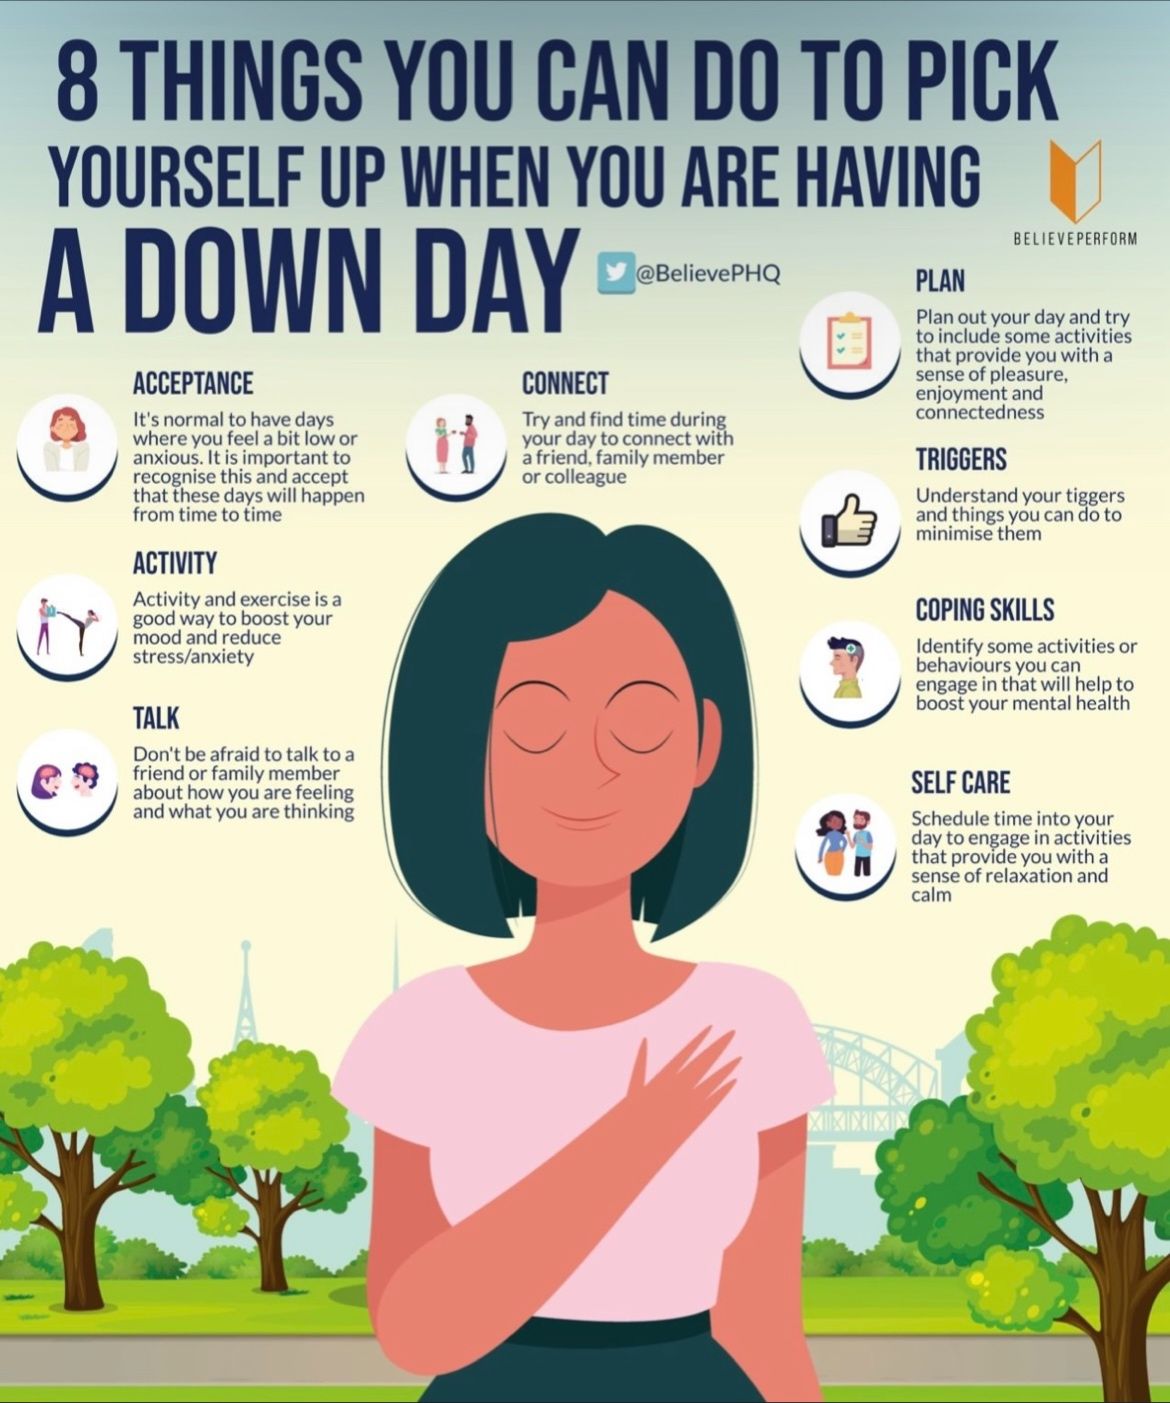 8 THINGS YOU CAN DO TO PICK
YOURSELF UP WHEN YOU ARE HAVING
A DOWN DAY
@BelievePHQ
BELIEVEPERFORM
ACCEPTANCE
It's normal to have days
where you feel a bit low or
anxious. It is important to
recognise this and accept
that these days will happen
from time to time
ACTIVITY
Activity and exercise is a
good way to boost your
mood and reduce
stress/anxiety
TALK
Don't be afraid to talk to a
friend or family member
about how you are feeling
and what you are thinking
CONNECT
Try and find time during
your day to connect with
a friend, family member
or colleague
PLAN
Plan out your day and try
to include some activities
that provide you with a
sense of pleasure,
enjoyment and
connectedness
TRIGGERS
Understand your tiggers
and things you can do to
minimise them
COPING SKILLS
Identify some activities or
behaviours you can
engage in that will help to
boost your mental health
SELF CARE
Schedule time into your
day to engage in activities
that provide you with a
sense of relaxation and
calm